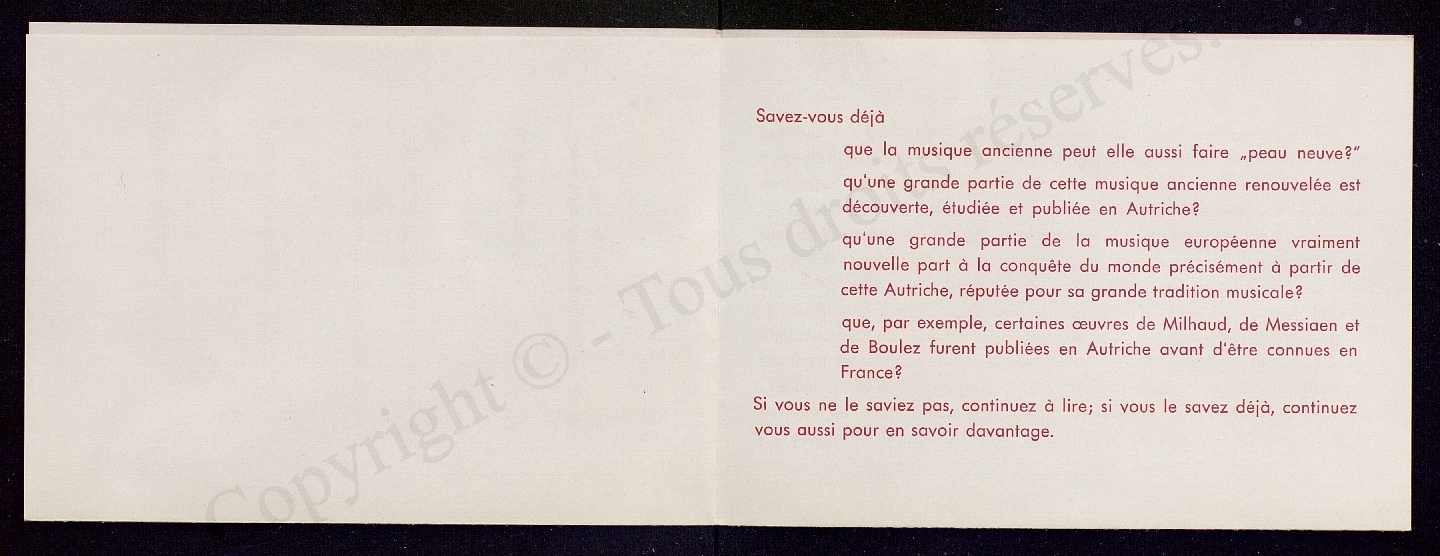 Savez-vous déjà
que la musique ancienne peut elle aussi faire „peau neuve?"
qu'une grande partie de cette musique ancienne renouvelée est
découverte, étudiée et publiée en Autriche?
qu'une grande partie de la musique européenne vraiment
nouvelle part à la conquête du monde précisément à partir de
cette Autriche, réputée pour sa grande tradition musicale?
que, par exemple, certaines œuvres de Milhaud, de Messiaen et
de Boulez furent publiées en Autriche avant d'être connues en
France?
Si vous ne le saviez pas, continuez à lire; si vous le savez déjà, continuez
vous aussi pour en savoir davantage.
Copyright © - Tous droits réservés.